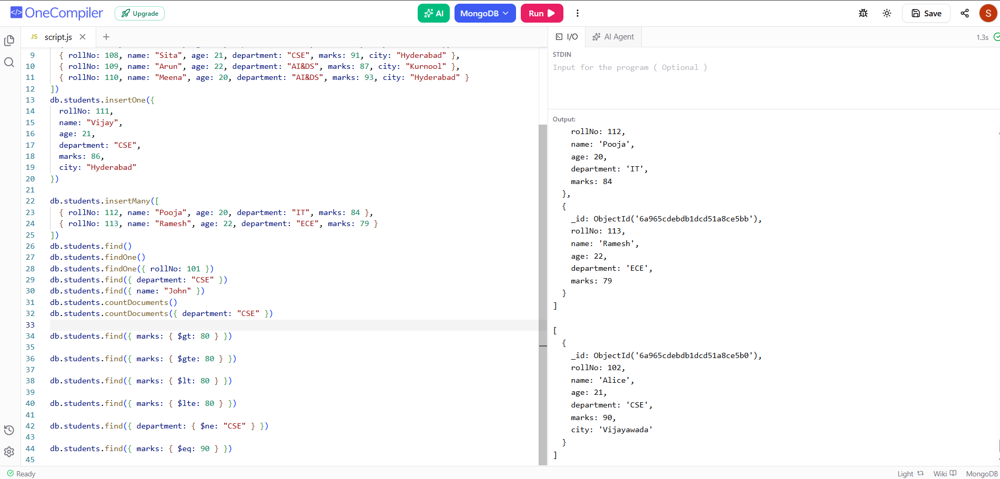 </> OneCompiler
Upgrade
AI
MongoDB
Run
Save
S
JS script.js
I/O
AI Agent
1.3s
9 { rollNo: 108, name: "Sita", age: 21, department: "CSE", marks: 91, city: "Hyderabad" },
10 { rollNo: 109, name: "Arun", age: 22, department: "AI&DS", marks: 87, city: "Kurnool" },
11 { rollNo: 110, name: "Meena", age: 20, department: "AI&DS", marks: 93, city: "Hyderabad" }
12 ])
13 db.students.insertOne({
14 rollNo: 111,
15 name: "Vijay",
16 age: 21,
17 department: "CSE",
18 marks: 86,
19 city: "Hyderabad"
20 })
21
22 db.students.insertMany([
23 { rollNo: 112, name: "Pooja", age: 20, department: "IT", marks: 84 },
24 { rollNo: 113, name: "Ramesh", age: 22, department: "ECE", marks: 79 }
25 ])
26 db.students.find()
27 db.students.findOne()
28 db.students.findOne({ rollNo: 101 })
29 db.students.find({ department: "CSE" })
30 db.students.find({ name: "John" })
31 db.students.countDocuments()
32 db.students.countDocuments({ department: "CSE" })
33
34 db.students.find({ marks: { $gt: 80 } })
35
36 db.students.find({ marks: { $gte: 80 } })
37
38 db.students.find({ marks: { $lt: 80 } })
39
40 db.students.find({ marks: { $lte: 80 } })
41
42 db.students.find({ department: { $ne: "CSE" } })
43
44 db.students.find({ marks: { $eq: 90 } })
45
STDIN
Input for the program ( Optional )
Output:
rollNo: 112,
name: 'Pooja',
age: 20,
department: 'IT',
marks: 84
},
{
_id: ObjectId('6a965cdebdb1dcd51a8ce5bb'),
rollNo: 113,
name: 'Ramesh',
age: 22,
department: 'ECE',
marks: 79
}
]
[
{
_id: ObjectId('6a965cdebdb1dcd51a8ce5b0'),
rollNo: 102,
name: 'Alice',
age: 21,
department: 'CSE',
marks: 90,
city: 'Vijayawada'
}
]
Ready
Light
Wiki
MongoDB